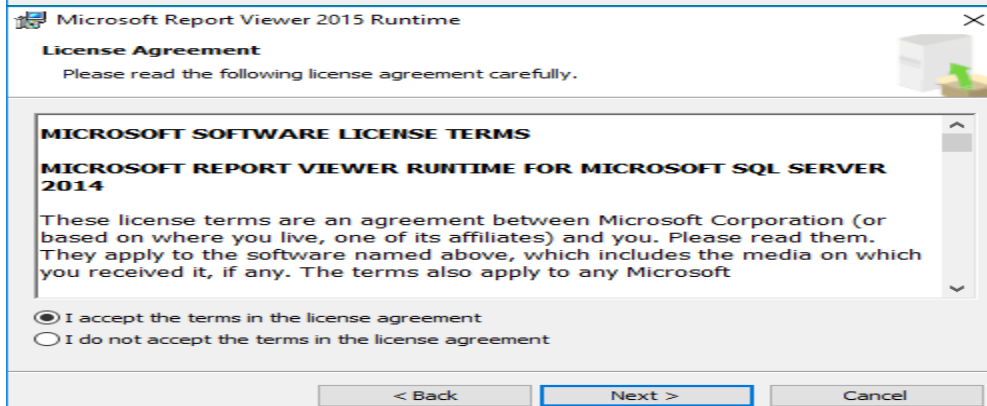 Microsoft Report Viewer 2015 Runtime
License Agreement
Please read the following license agreement carefully.
MICROSOFT SOFTWARE LICENSE TERMS
MICROSOFT REPORT VIEWER RUNTIME FOR MICROSOFT SQL SERVER
2014
These license terms are an agreement between Microsoft Corporation (or
based on where you live, one of its affiliates) and you. Please read them.
They apply to the software named above, which includes the media on which
you received it, if any. The terms also apply to any Microsoft
I accept the terms in the license agreement
I do not accept the terms in the license agreement
< Back Next > Cancel